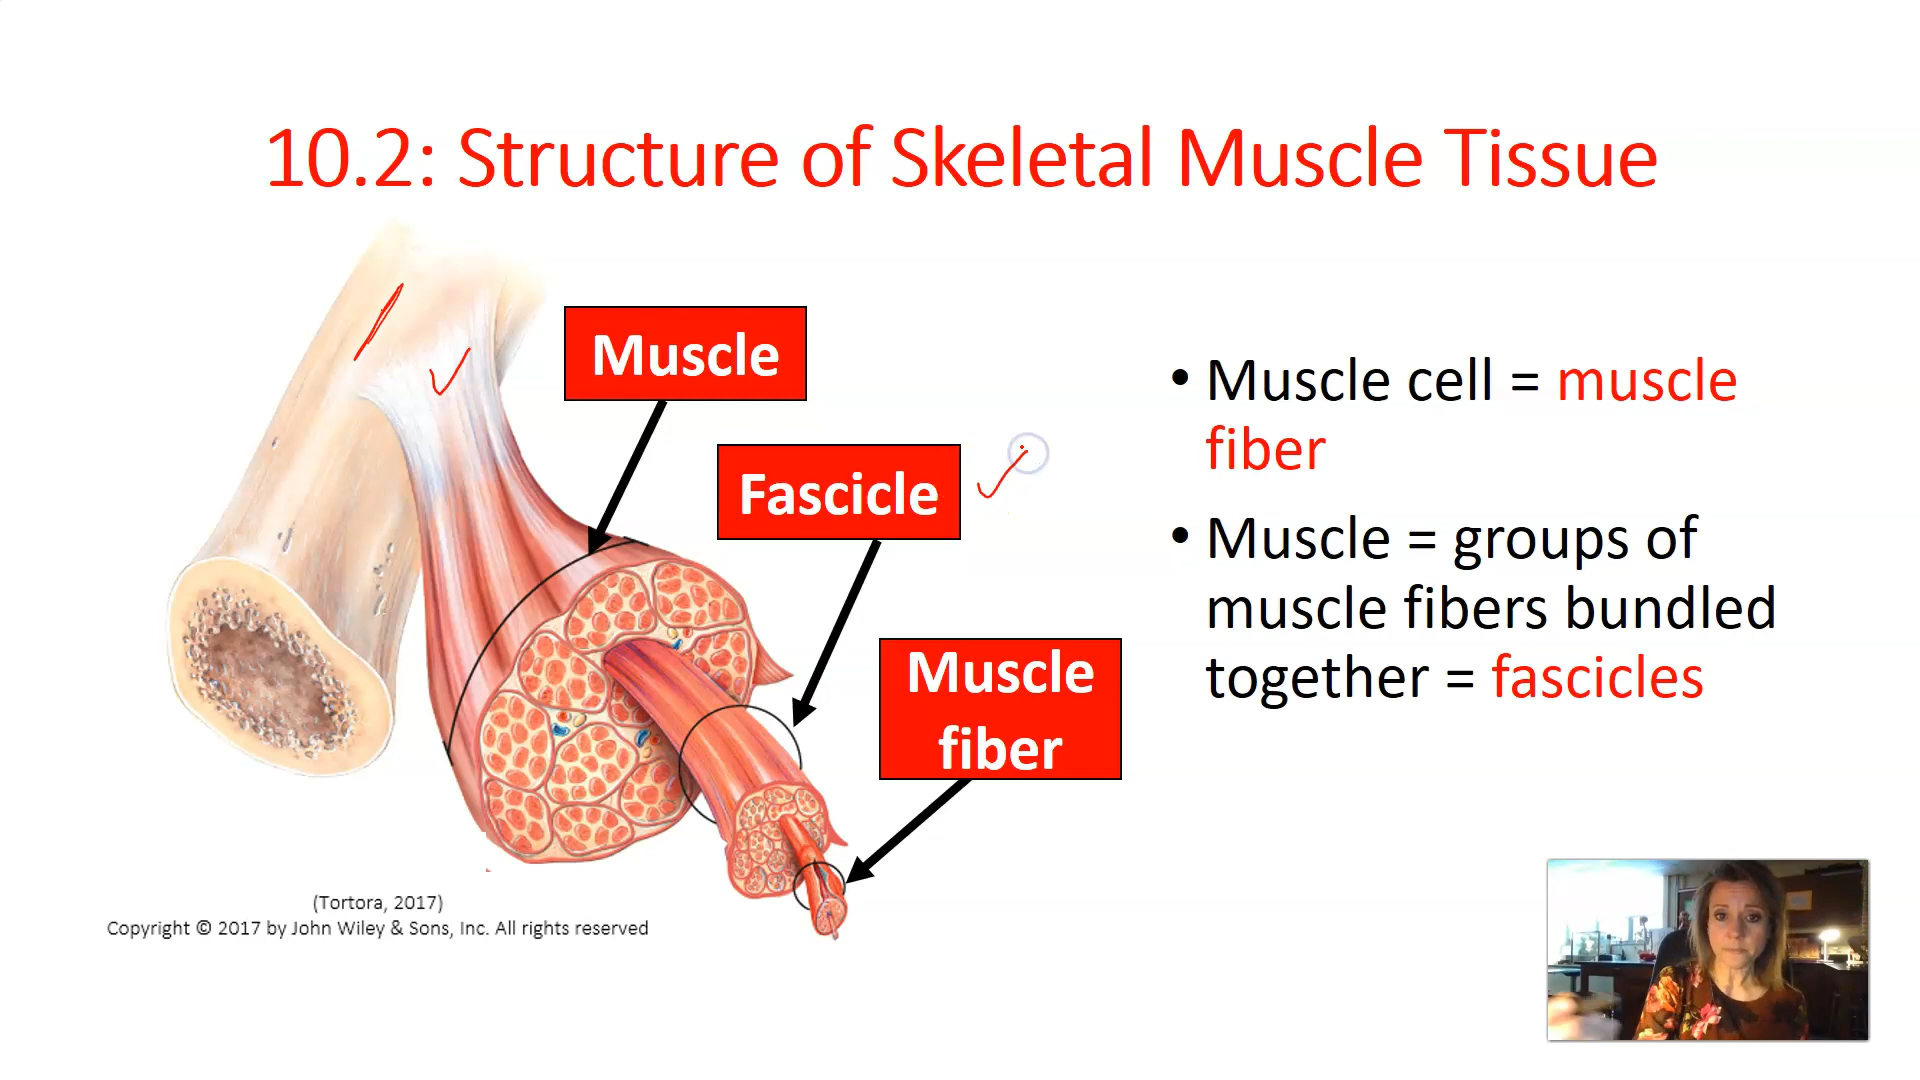 10.2: Structure of Skeletal Muscle Tissue
Muscle
Fascicle
Muscle
fiber
• Muscle cell = muscle
fiber
• Muscle = groups of
muscle fibers bundled
together = fascicles
(Tortora, 2017)
Copyright © 2017 by John Wiley & Sons, Inc. All rights reserved